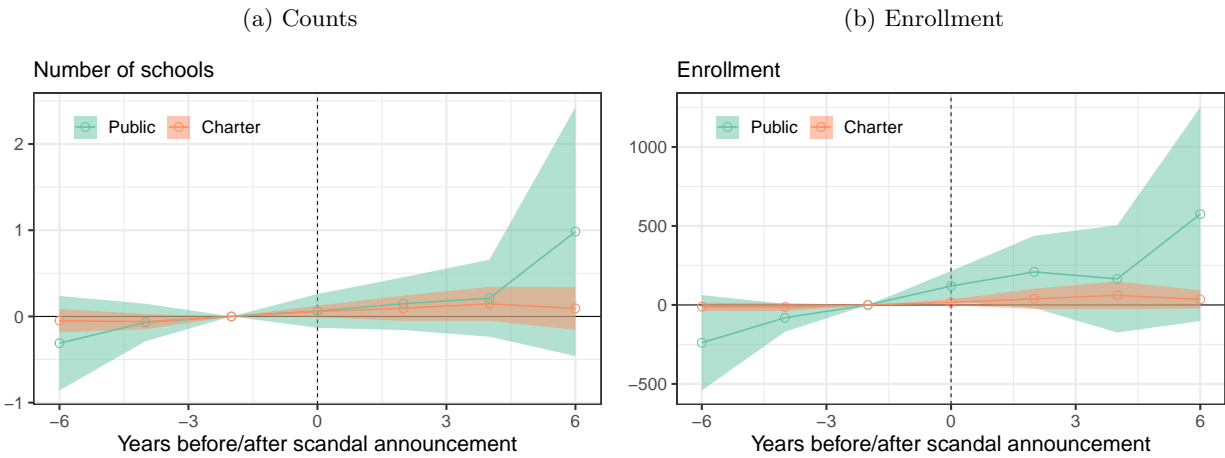 (a) Counts
Number of schools
Public Charter
2
1
0
−1
−6 −3 0 3 6
Years before/after scandal announcement
(b) Enrollment
Enrollment
Public Charter
1000
500
0
−500
−6 −3 0 3 6
Years before/after scandal announcement